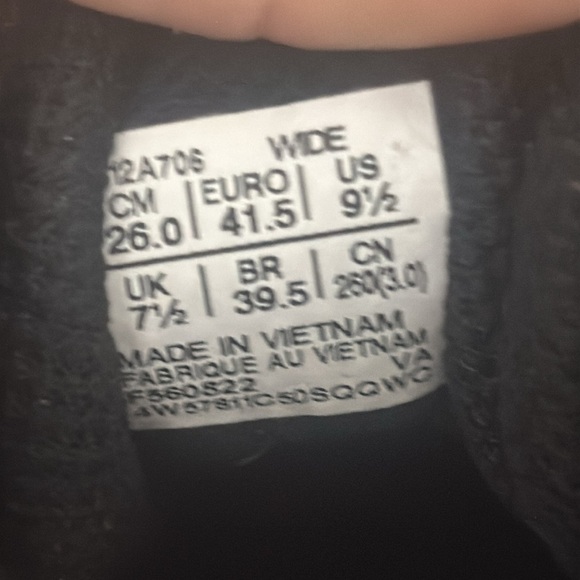 12A706 WIDE
CM | EURO | US
26.0 | 41.5 | 9½
UK | BR | CN
7½ | 39.5 | 260(3.0)
MADE IN VIETNAM
FABRIQUE AU VIETNAM
F560822 VA